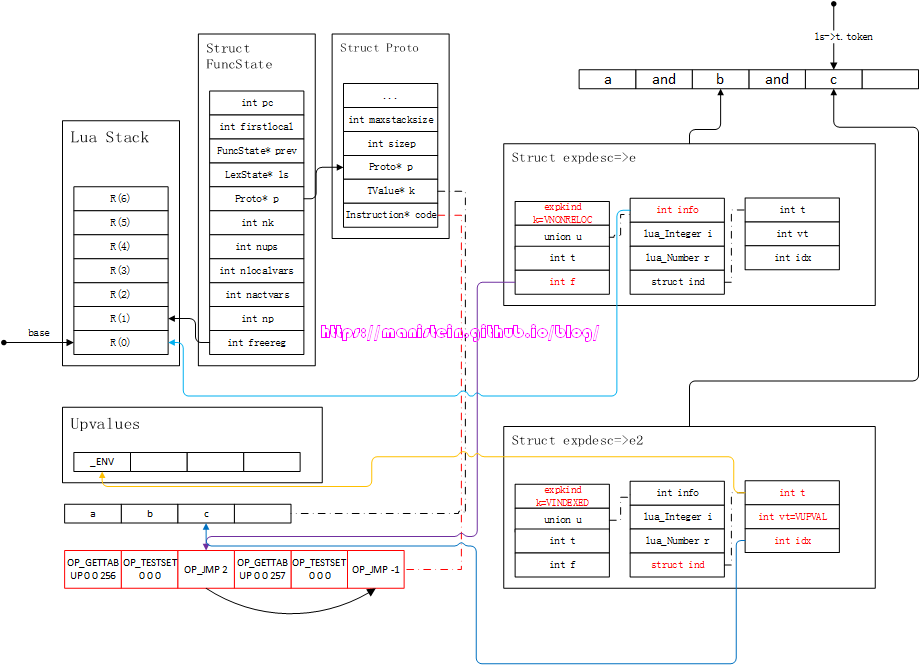 ls->t.token
a and b and c
Struct
FuncState
int pc
int firstlocal
FuncState* prev
LexState* ls
Proto* p
int nk
int nups
int nlocalvars
int nactvars
int np
int freereg
Struct Proto
...
int maxstacksize
int sizep
Proto* p
TValue* k
Instruction* code
Lua Stack
R(6)
R(5)
R(4)
R(3)
R(2)
R(1)
R(0)
base
Struct expdesc=>e
expkind
k=VNONRELOC
union u
int t
int f
int info
lua_Integer i
lua_Number r
struct ind
int t
int vt
int idx
https://manistein.github.io/blog/
Upvalues
_ENV
a b c
OP_GETTAB
UP 0 0 256
OP_TESTSET
0 0 0
OP_JMP 2
OP_GETTAB
UP 0 0 257
OP_TESTSET
0 0 0
OP_JMP -1
Struct expdesc=>e2
expkind
k=VINDEXED
union u
int t
int f
int info
lua_Integer i
lua_Number r
struct ind
int t
int vt=VUPVAL
int idx